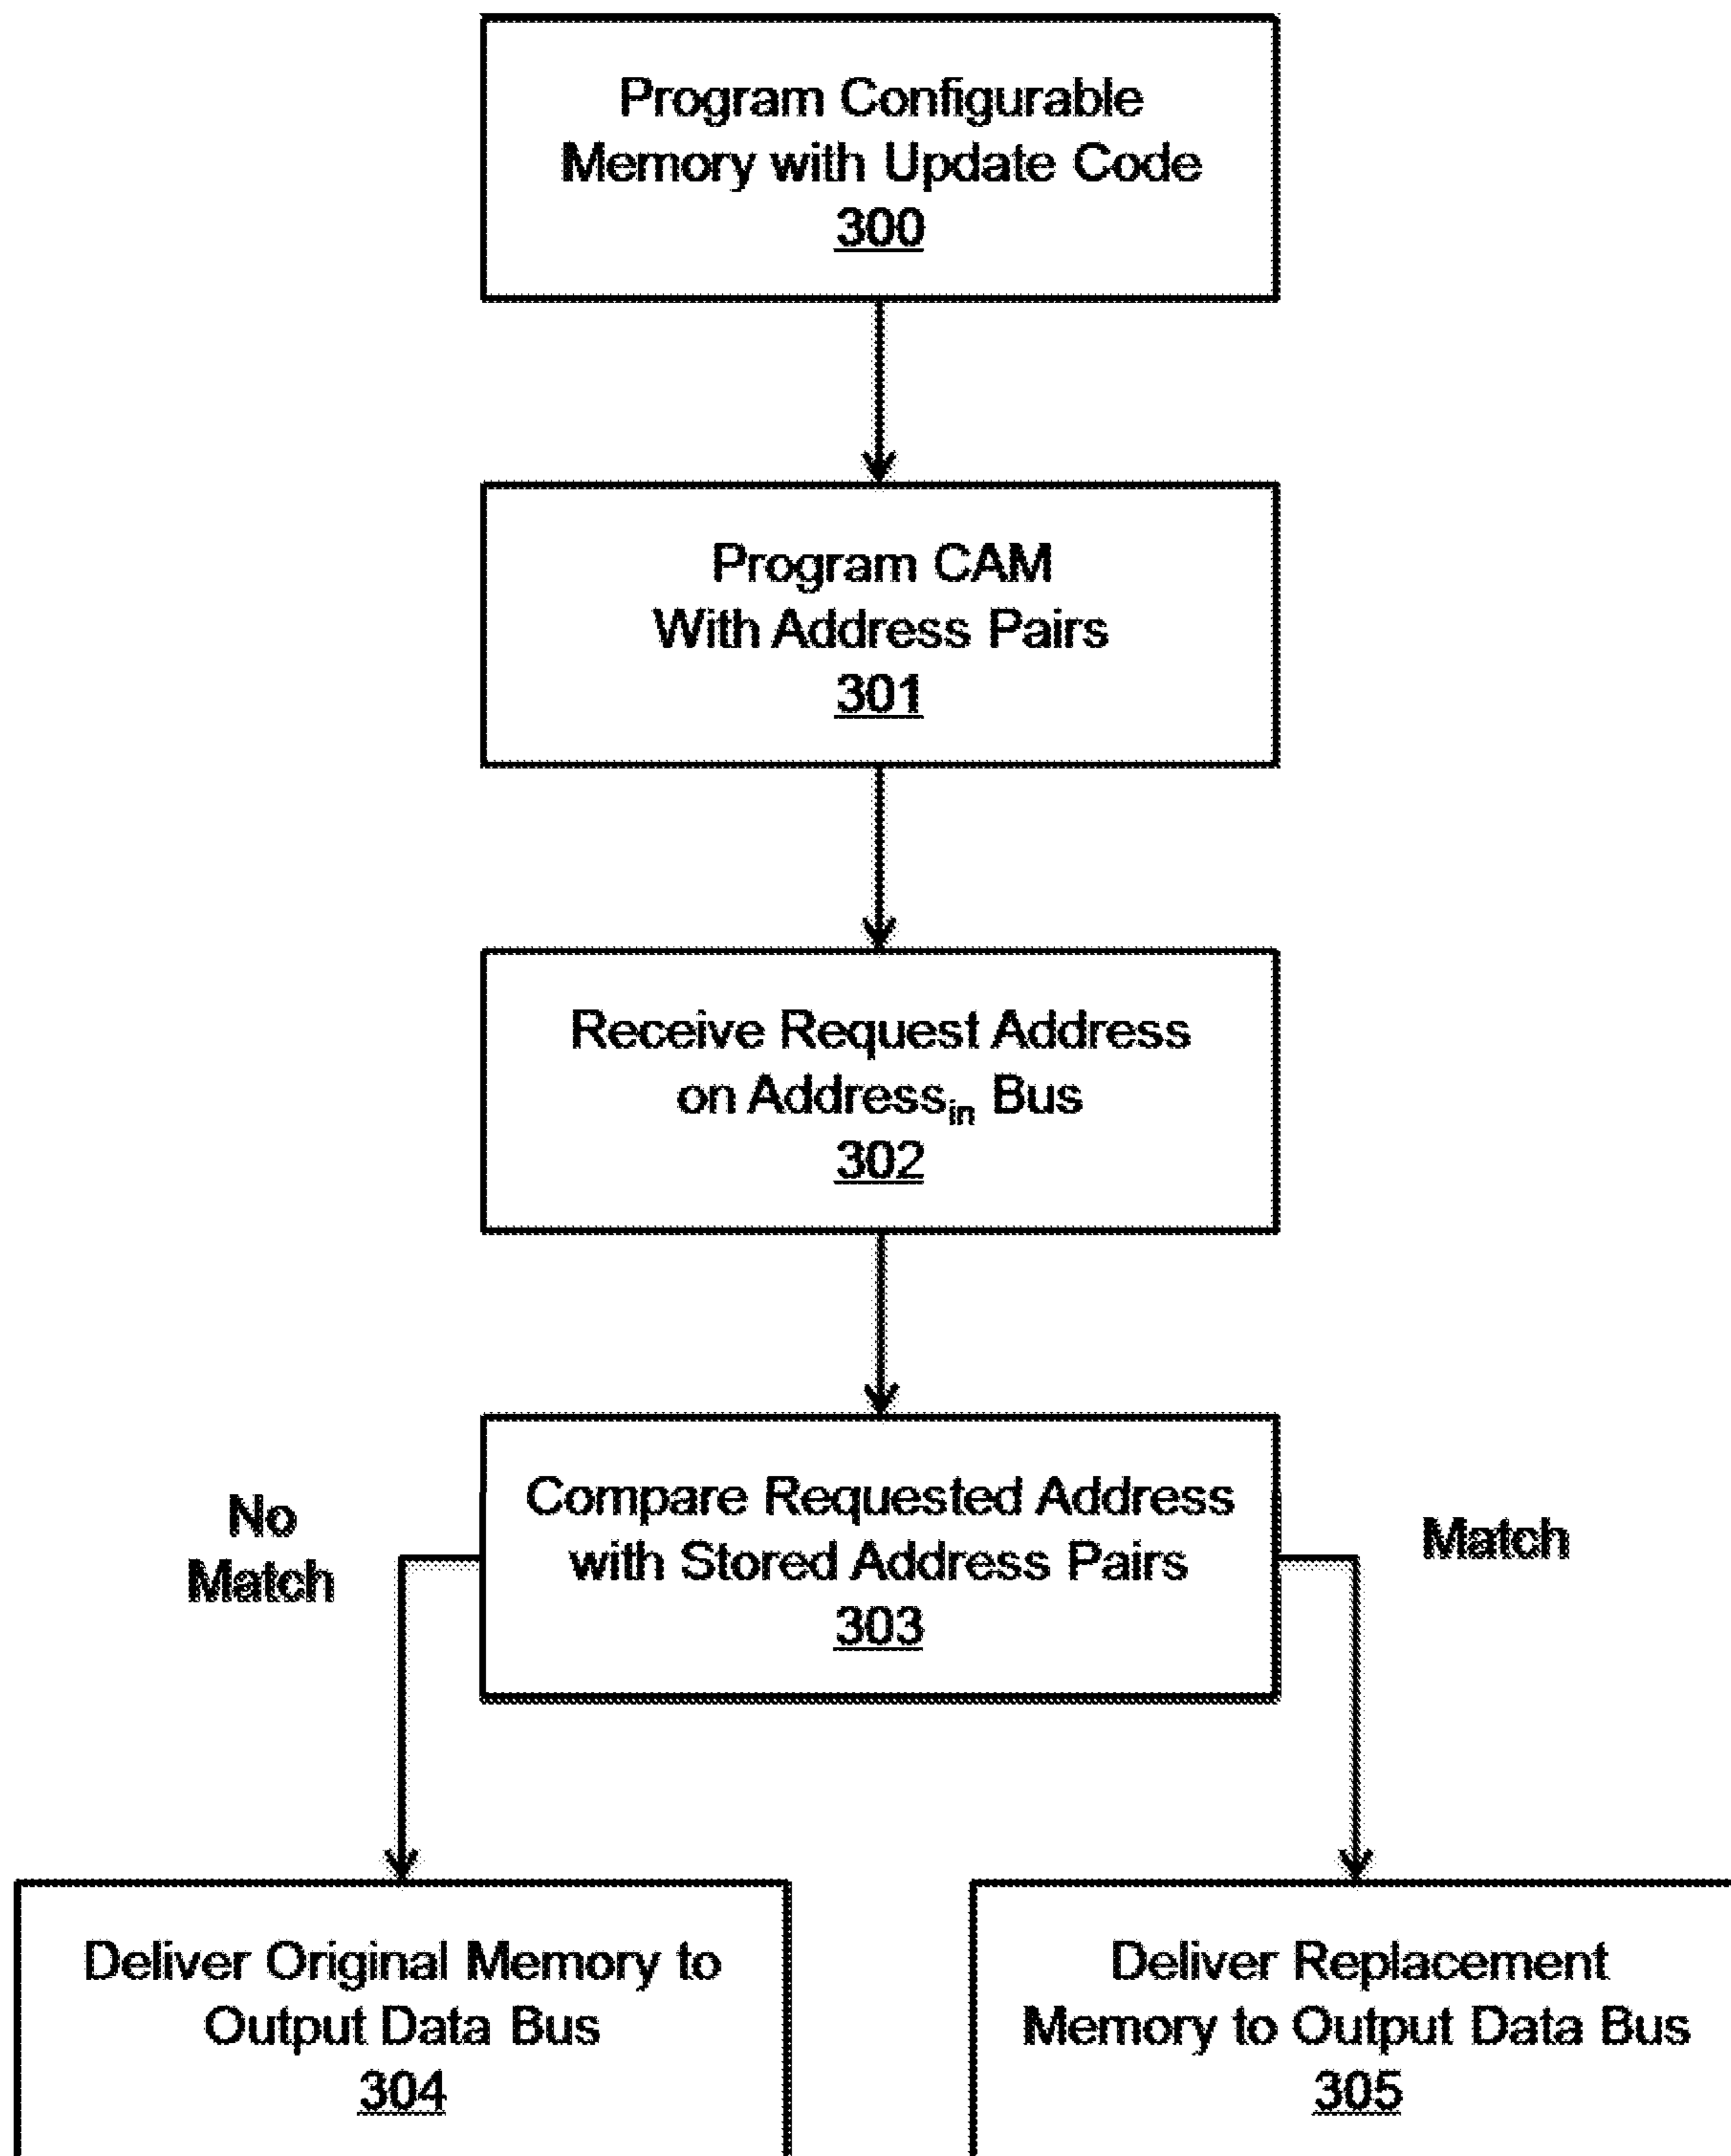 Program Configurable
Memory with Update Code
300
Program CAM
With Address Pairs
301
Receive Request Address
on Addressin Bus
302
Compare Requested Address
with Stored Address Pairs
303
No
Match
Match
Deliver Original Memory to
Output Data Bus
304
Deliver Replacement
Memory to Output Data Bus
305